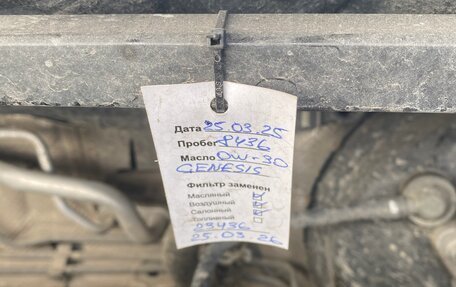 Дата 25.03.25
Пробег 9436
Масло 0W-30
GENESIS
Фильтр заменен
Масляный
Воздушный
Салонный
Топливный
29436
25.03.26